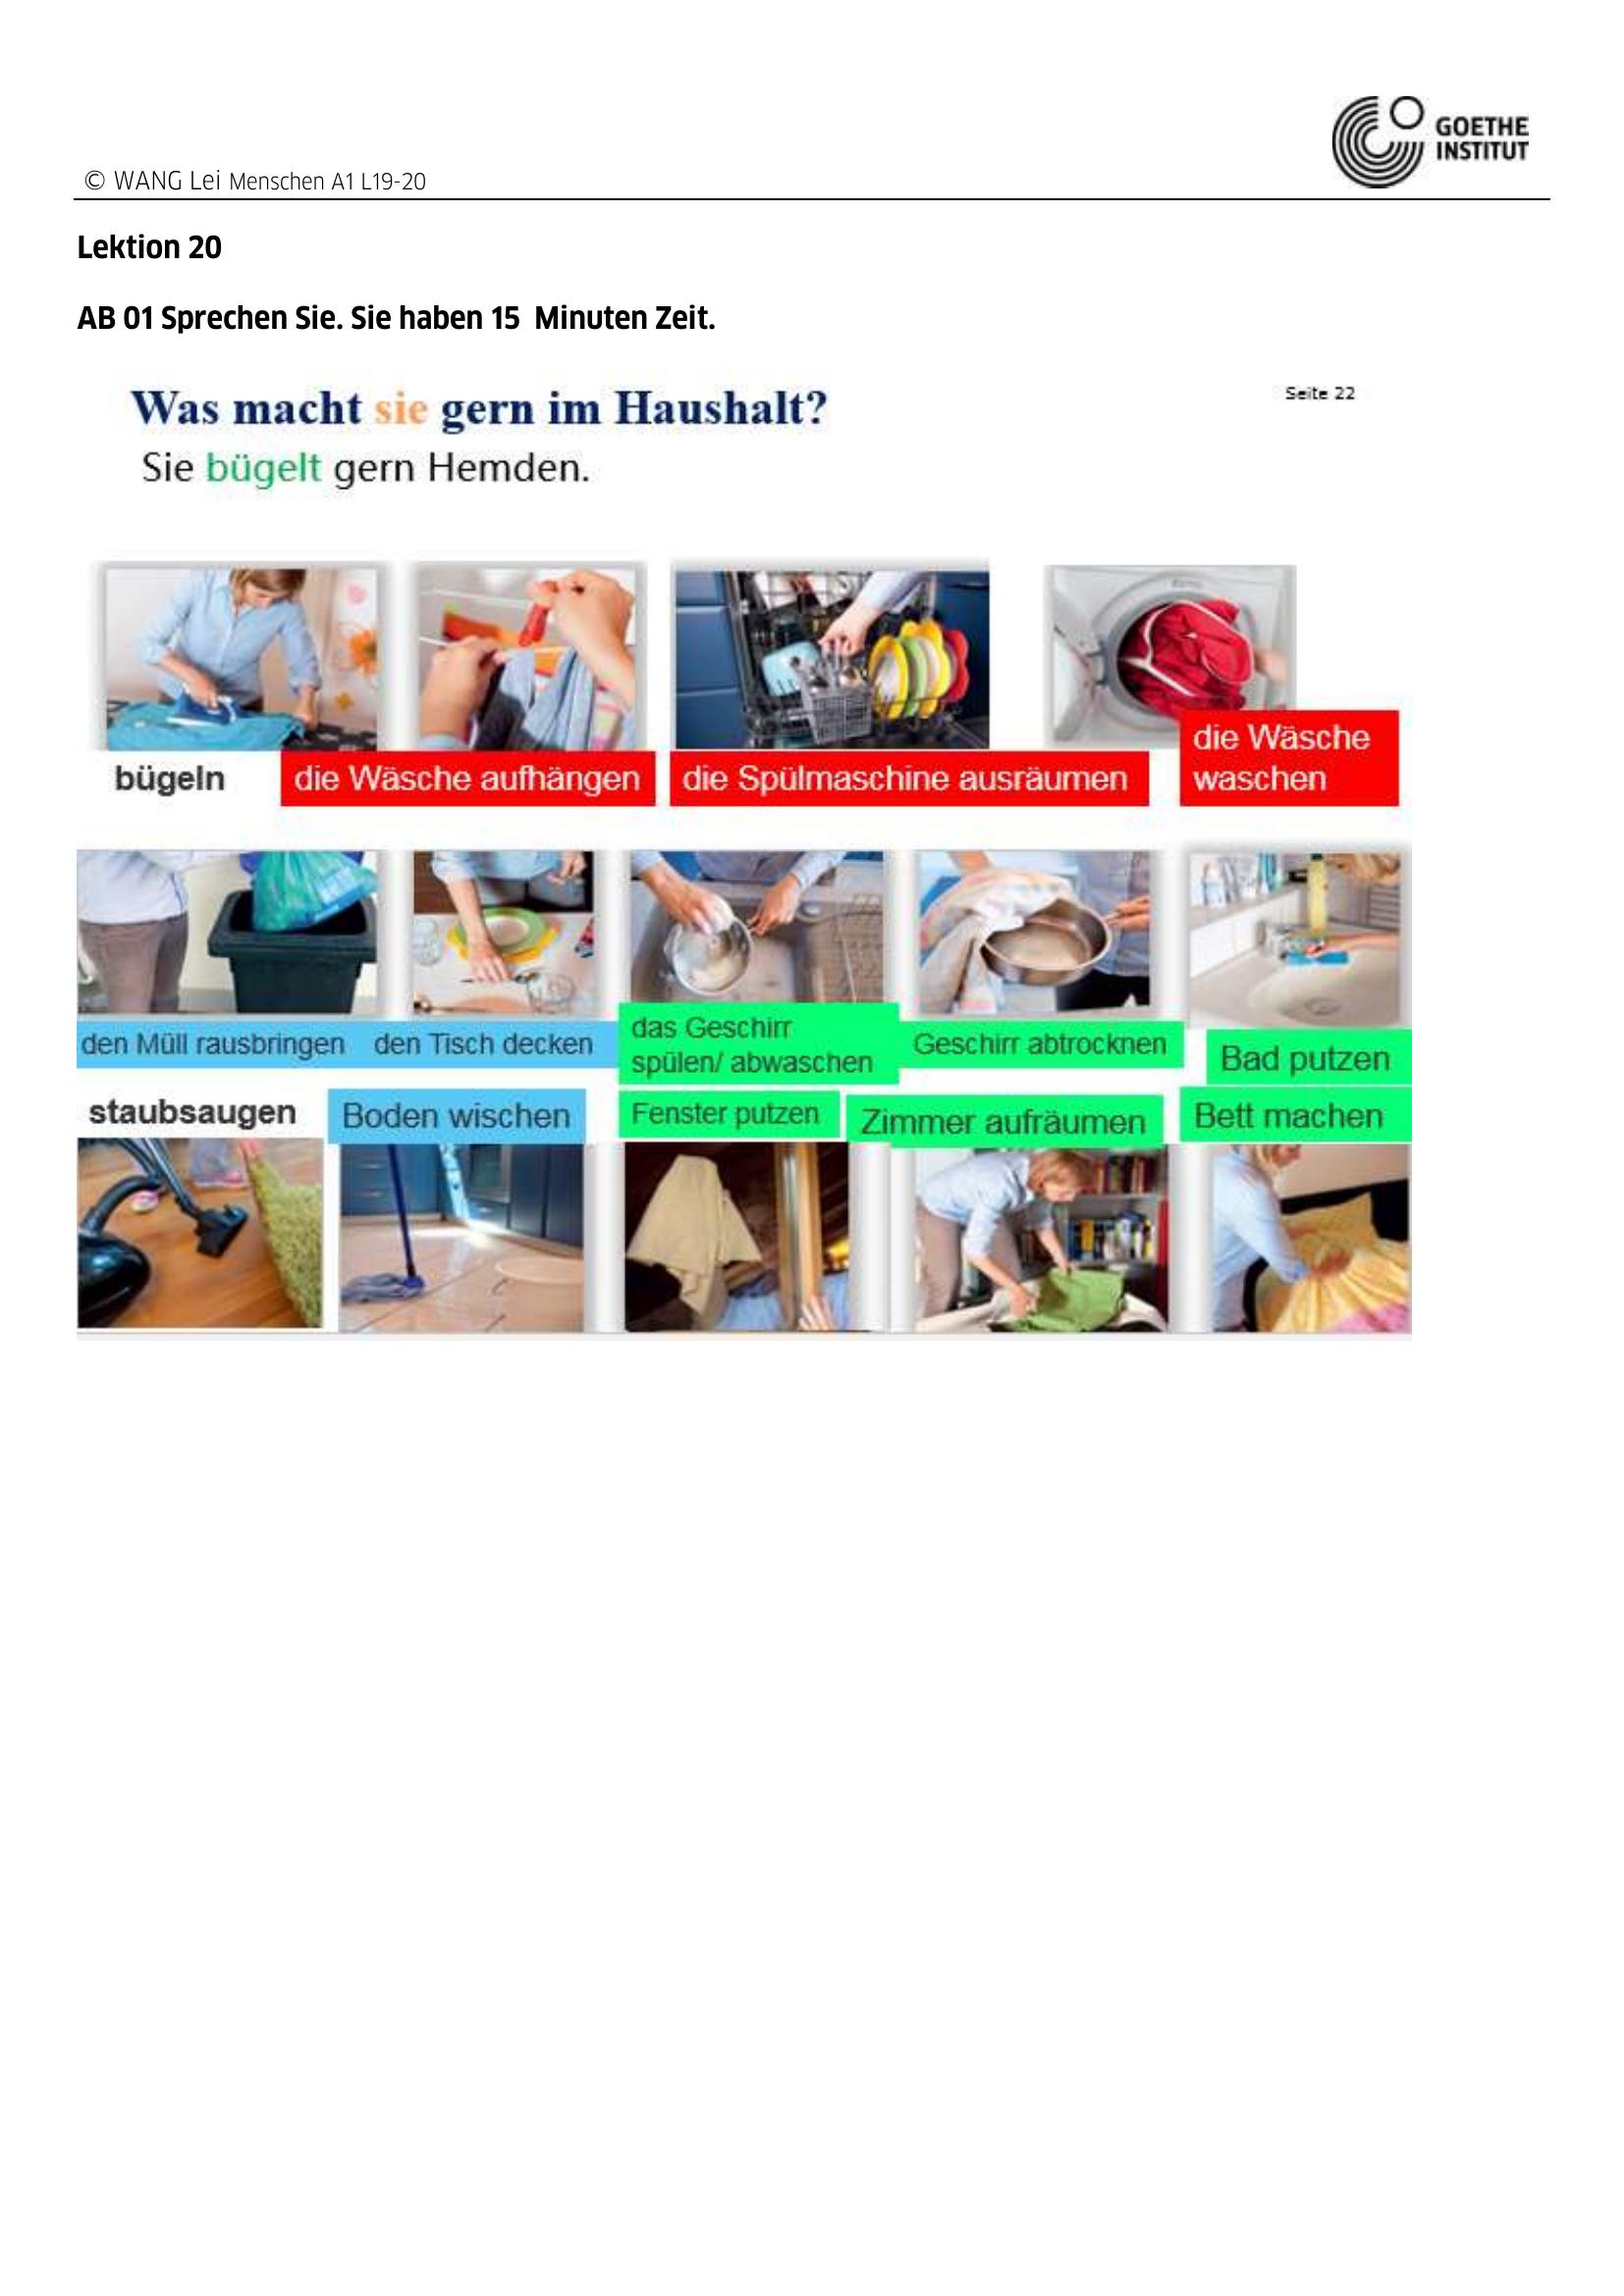 GOETHE
INSTITUT
© WANG Lei Menschen A1 L19-20
Lektion 20
AB 01 Sprechen Sie. Sie haben 15  Minuten Zeit.
Was macht sie gern im Haushalt?
Seite 22
Sie bügelt gern Hemden.
bügeln
die Wäsche aufhängen
die Spülmaschine ausräumen
die Wäsche
waschen
den Müll rausbringen
den Tisch decken
das Geschirr
spülen/ abwaschen
Geschirr abtrocknen
Bad putzen
staubsaugen
Boden wischen
Fenster putzen
Zimmer aufräumen
Bett machen